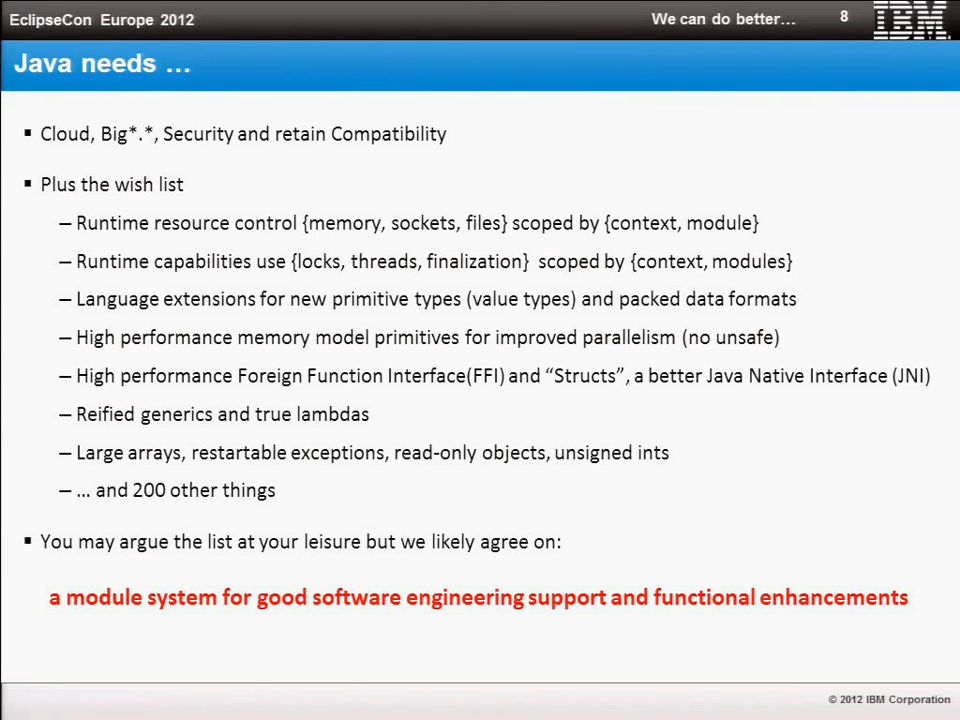 EclipseCon Europe 2012
We can do better...
8
IBM
Java needs ...
▪ Cloud, Big*.*, Security and retain Compatibility
▪ Plus the wish list
– Runtime resource control {memory, sockets, files} scoped by {context, module}
– Runtime capabilities use {locks, threads, finalization} scoped by {context, modules}
– Language extensions for new primitive types (value types) and packed data formats
– High performance memory model primitives for improved parallelism (no unsafe)
– High performance Foreign Function Interface(FFI) and “Structs”, a better Java Native Interface (JNI)
– Reified generics and true lambdas
– Large arrays, restartable exceptions, read-only objects, unsigned ints
– ... and 200 other things
▪ You may argue the list at your leisure but we likely agree on:
a module system for good software engineering support and functional enhancements
© 2012 IBM Corporation